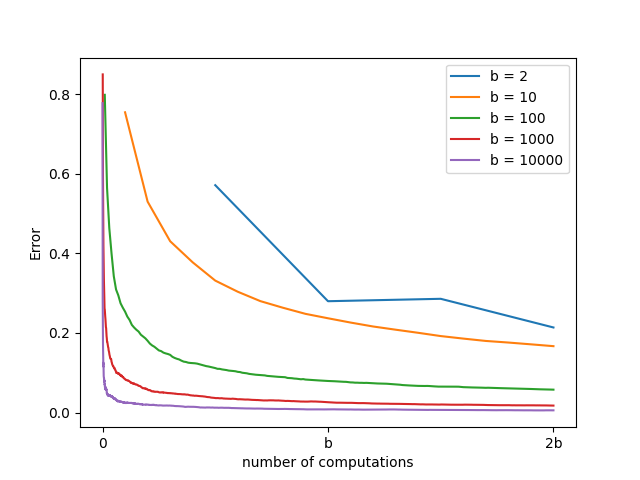 b = 2
b = 10
b = 100
b = 1000
b = 10000
0.8
0.6
0.4
0.2
0.0
Error
0 b 2b
number of computations